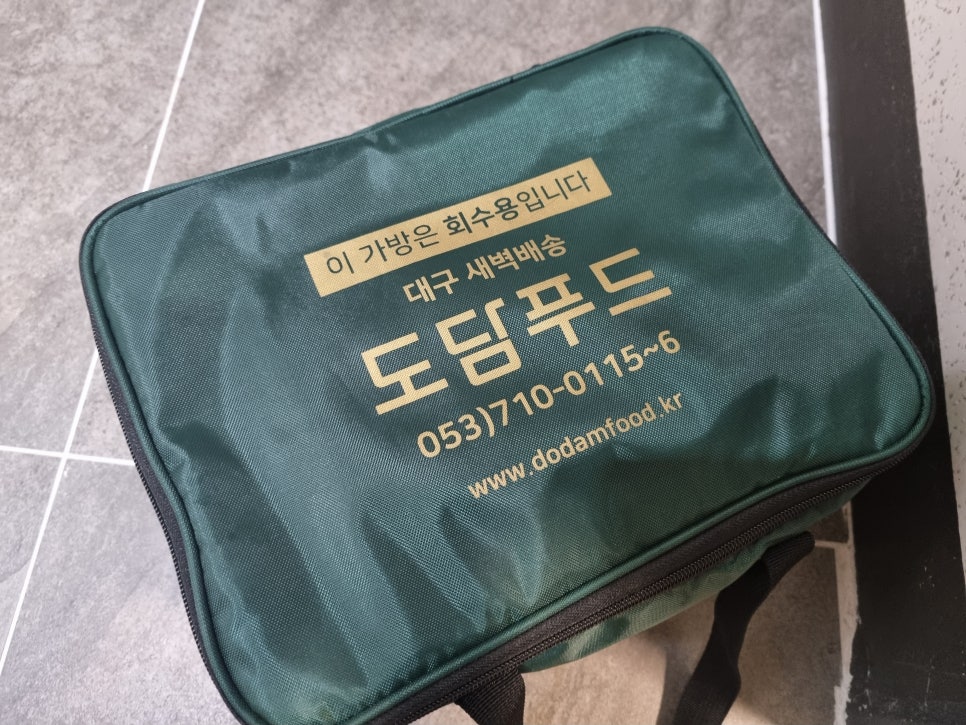 이 가방은 회수용입니다
대구 새벽배송
도담푸드
053)710-0115~6
www.dodamfood.kr